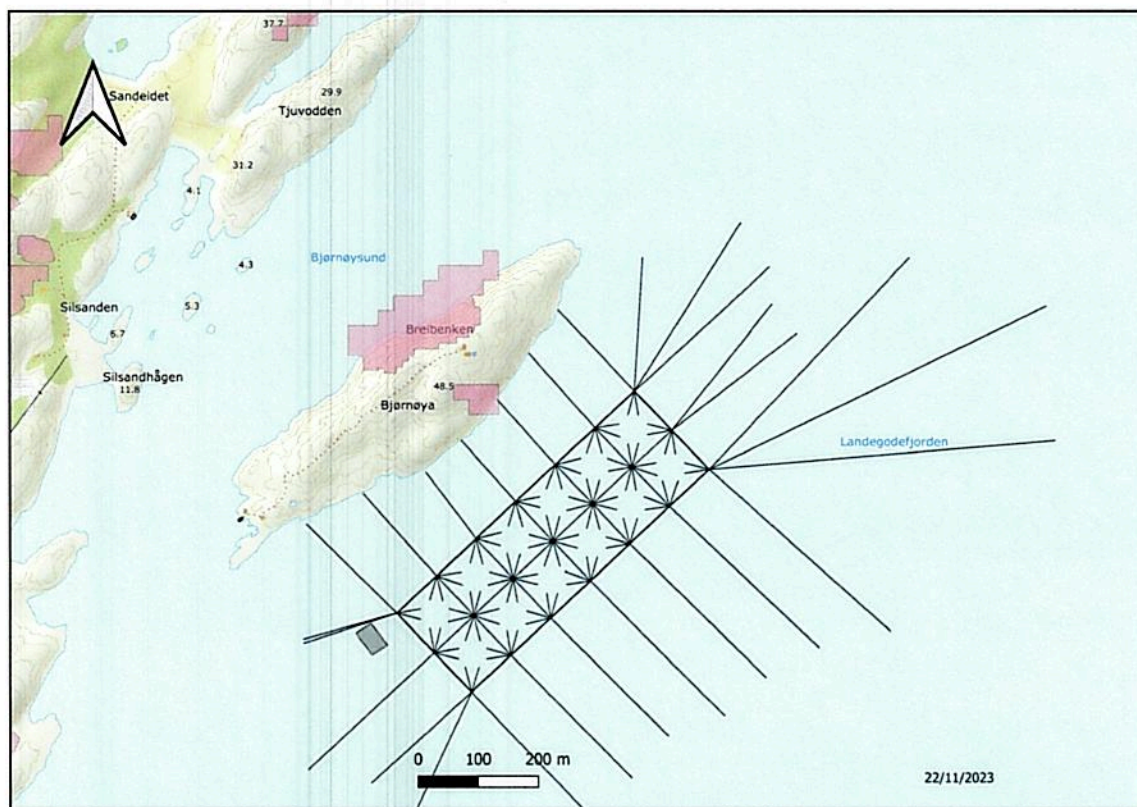 37.7
Sandeidet
29.9
Tjuvodden
31.2
4.1
4.3
Bjørnøysund
5.3
Silsanden
6.7
Breibenken
Silsandhågen
11.8
48.5
Bjørnøya
Landegodefjorden
0 100 200 m
22/11/2023